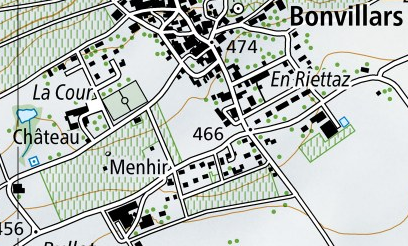 Bonvillars
474
En Riettaz
La Cour
466
Château
Menhir
456